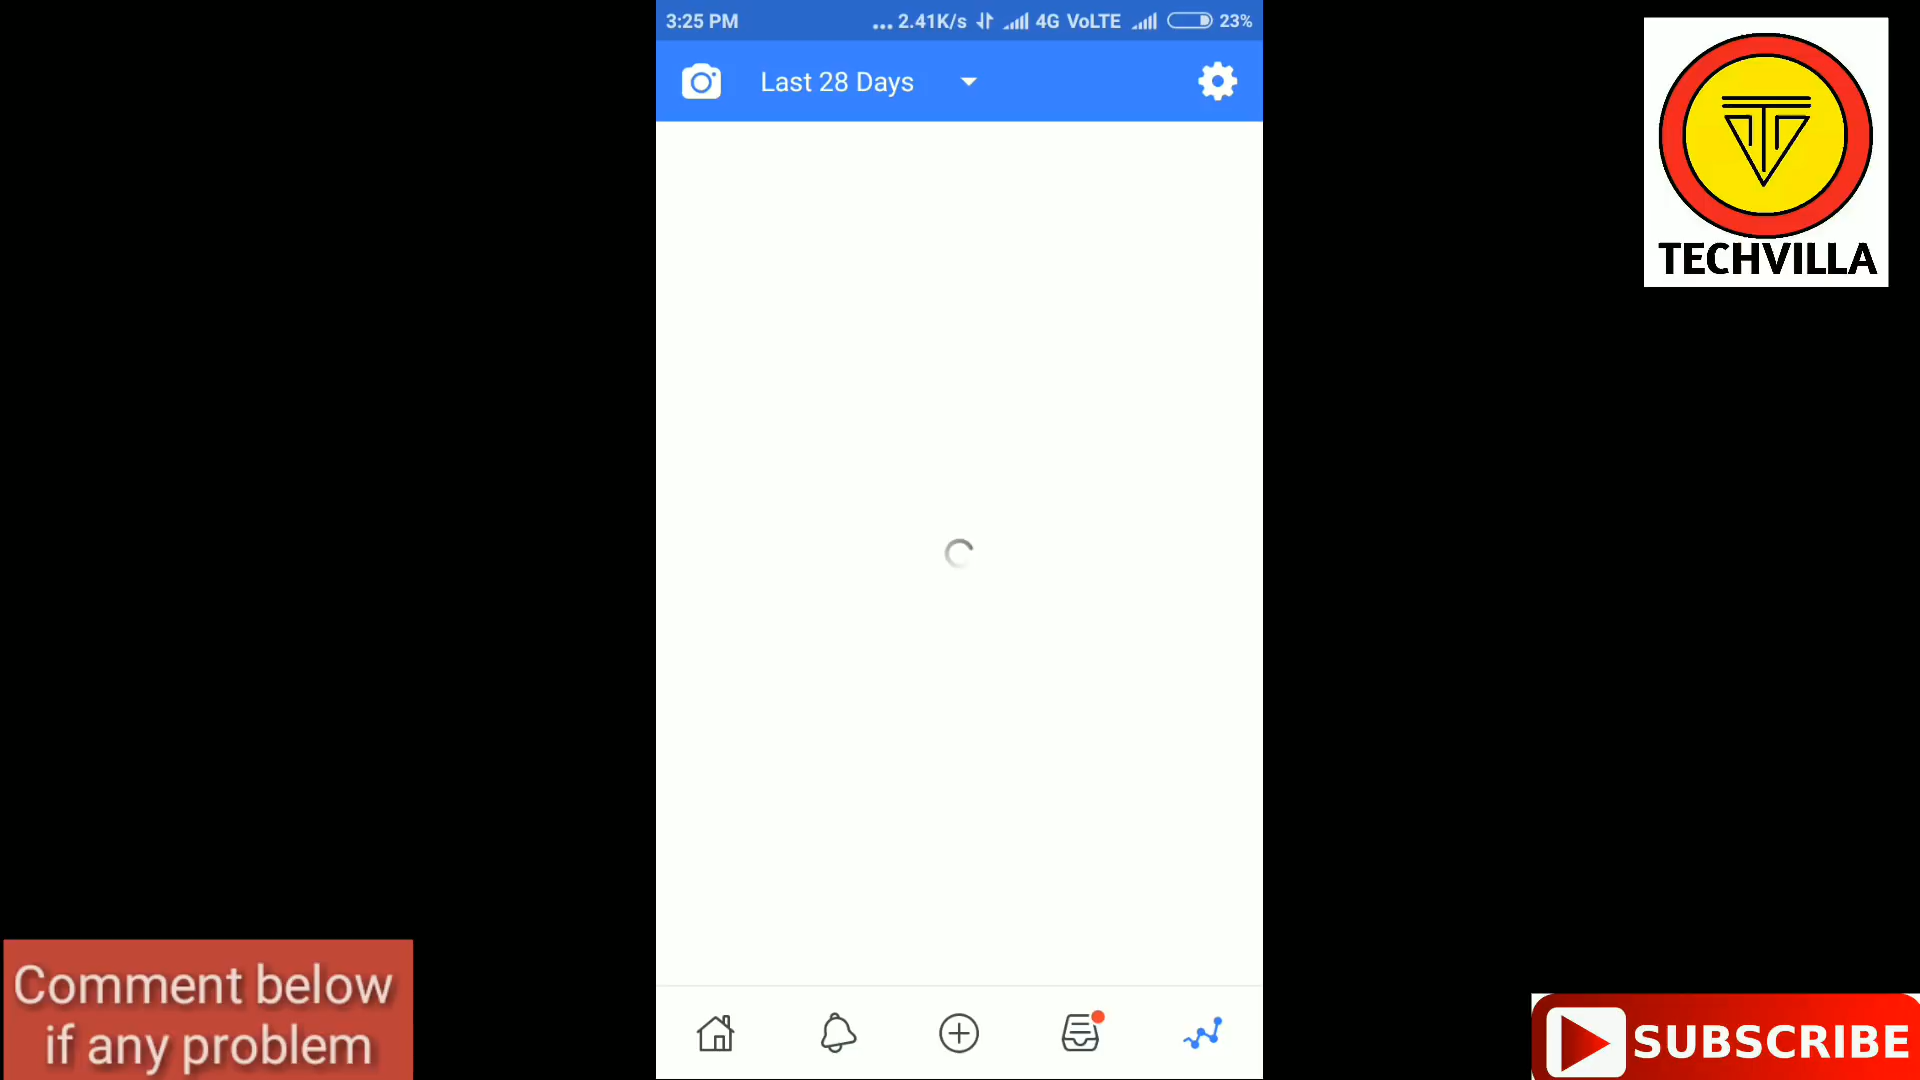 3:25 PM
... 2.41K/s 4G VoLTE 23%
Last 28 Days
TECHVILLA
Comment below
if any problem
SUBSCRIBE